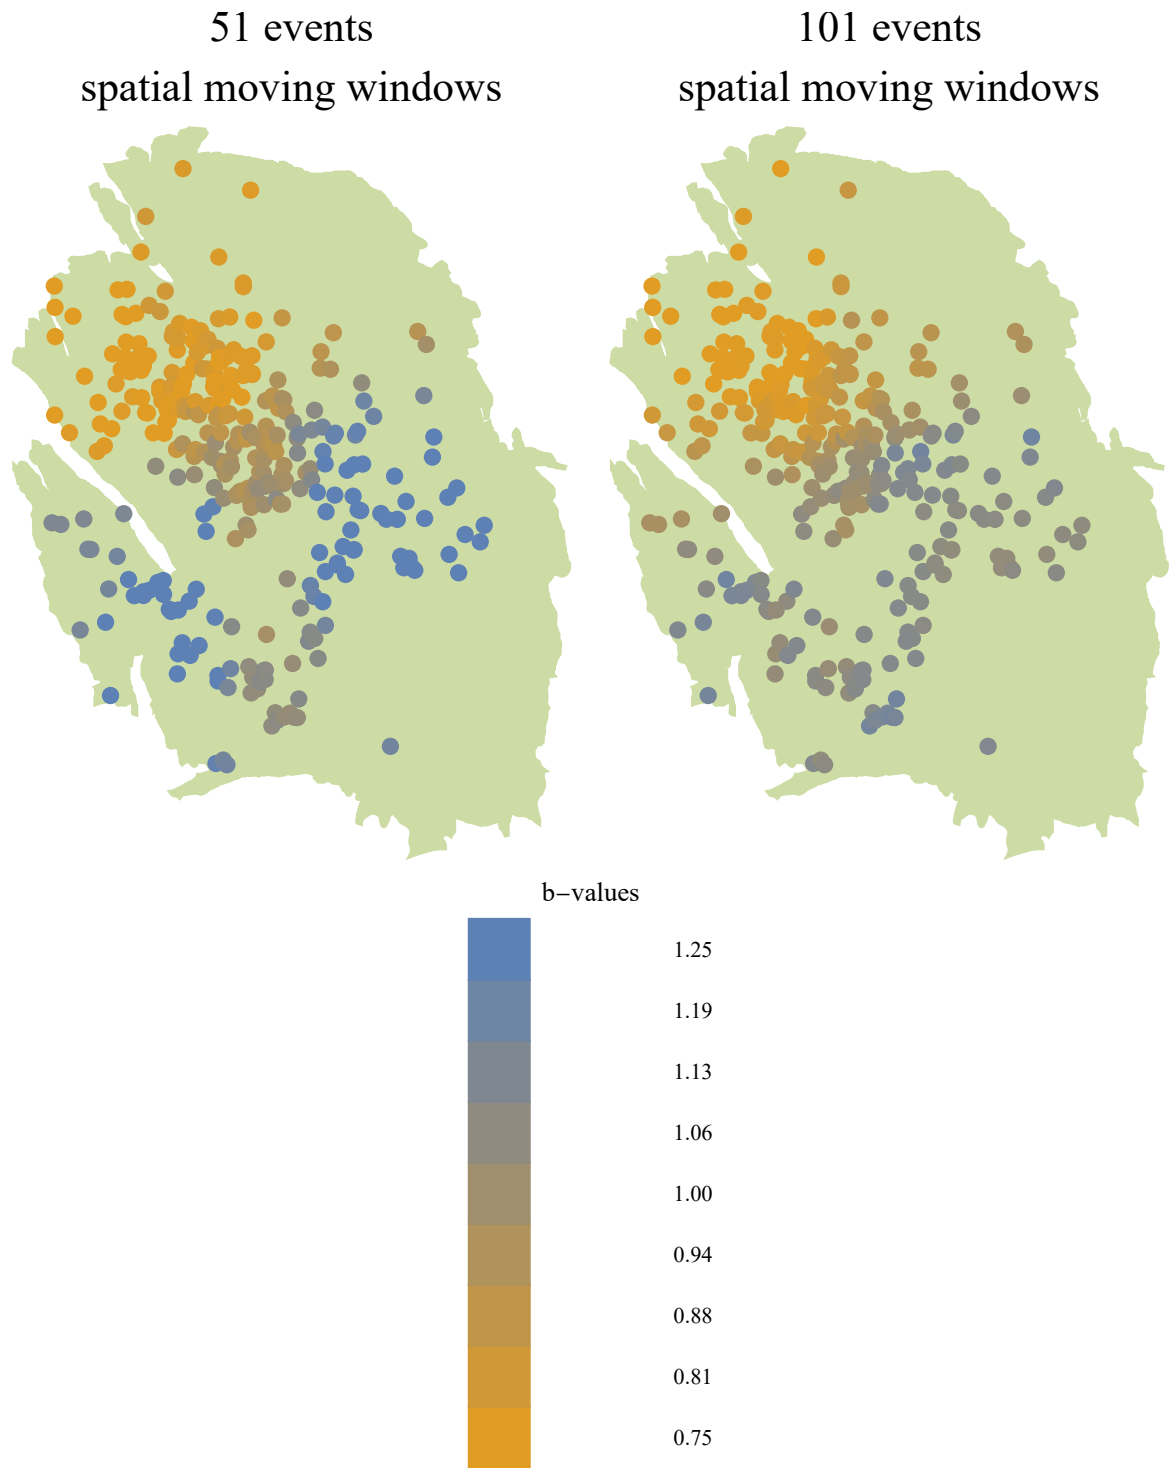 51 events
spatial moving windows
101 events
spatial moving windows
b−values
1.25
1.19
1.13
1.06
1.00
0.94
0.88
0.81
0.75